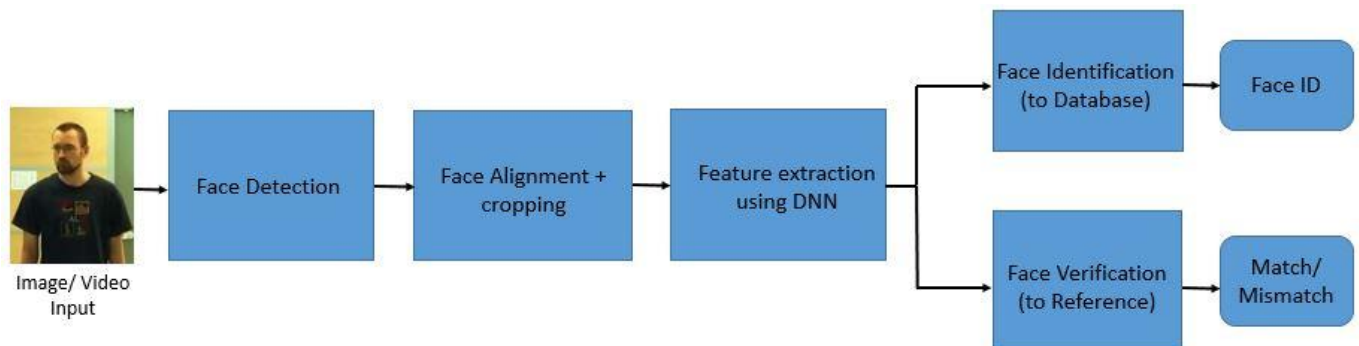 Image/ Video
Input
Face Detection
Face Alignment +
cropping
Feature extraction
using DNN
Face Identification
(to Database)
Face ID
Face Verification
(to Reference)
Match/
Mismatch